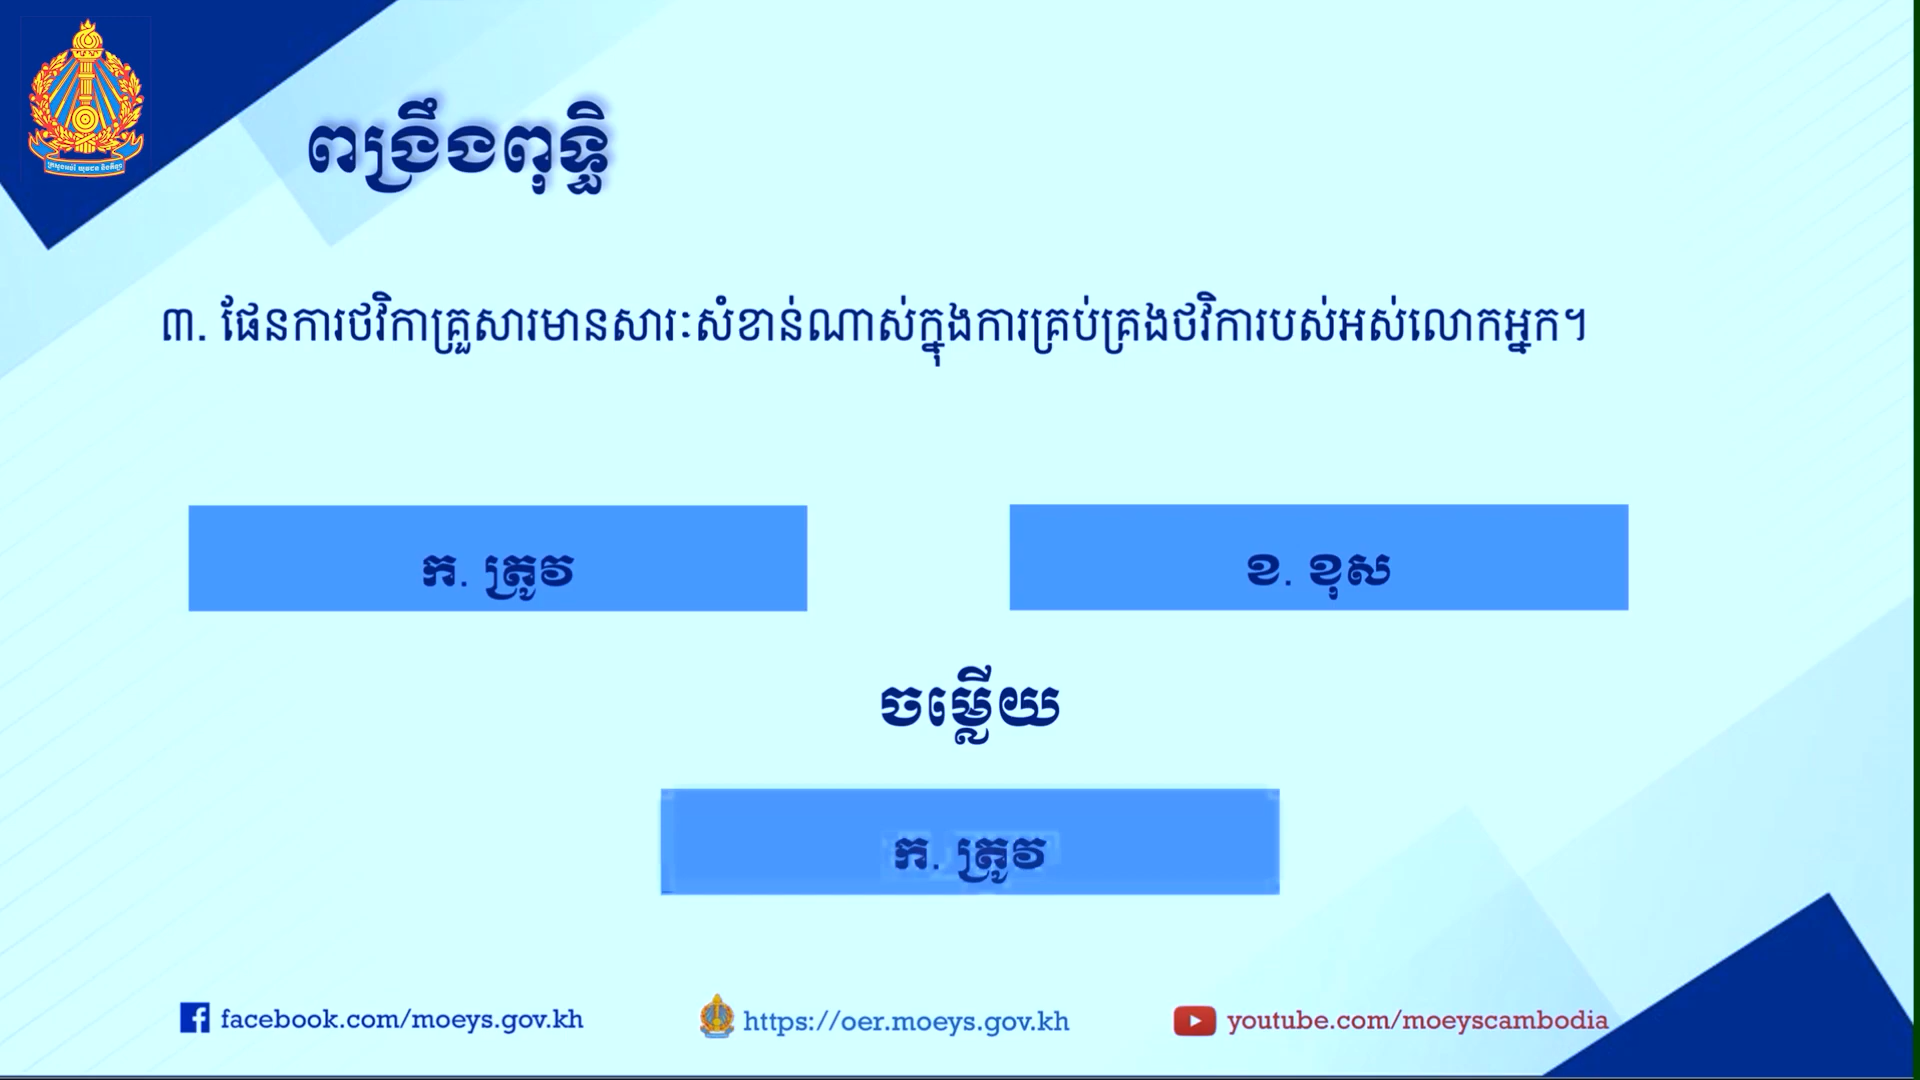 ពង្រឹងពុទ្ធិ
៣. ផែនការថវិកាគ្រួសារមានសារៈសំខាន់ណាស់ក្នុងការគ្រប់គ្រងថវិការបស់អស់លោកអ្នក។
ក. ត្រូវ
ខ. ខុស
ចម្លើយ
ក. ត្រូវ
facebook.com/moeys.gov.kh
https://oer.moeys.gov.kh
youtube.com/moeyscambodia